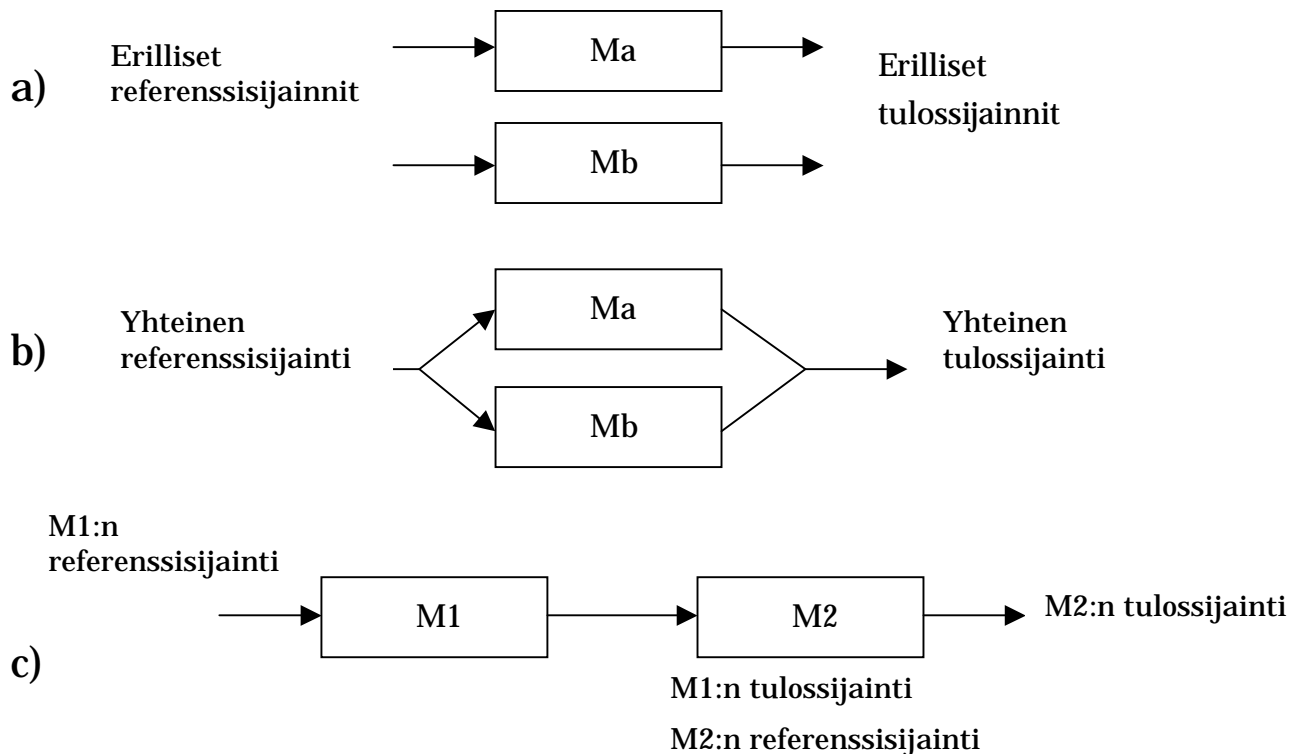 a)
Erilliset
referenssisijainnit
Ma
Mb
Erilliset
tulossijainnit
b)
Yhteinen
referenssisijainti
Ma
Mb
Yhteinen
tulossijainti
c)
M1:n
referenssisijainti
M1
M2
M2:n tulossijainti
M1:n tulossijainti
M2:n referenssisijainti